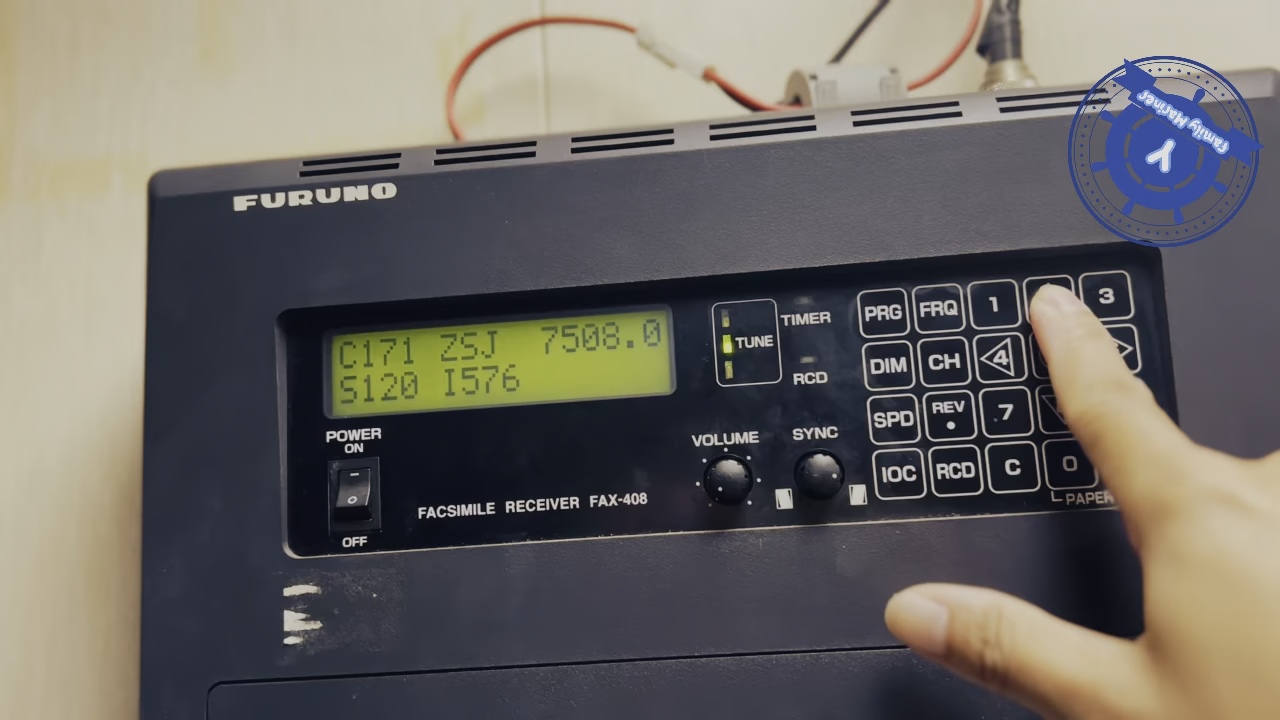 Family Mariner
Y
FURUNO
C171 ZSJ 7508.0
S120 I576
TUNE
TIMER
RCD
POWER
ON
OFF
FACSIMILE RECEIVER FAX-408
VOLUME
SYNC
PRG FRQ 1 3
DIM CH 4
SPD REV 7
IOC RCD C 0
PAPER